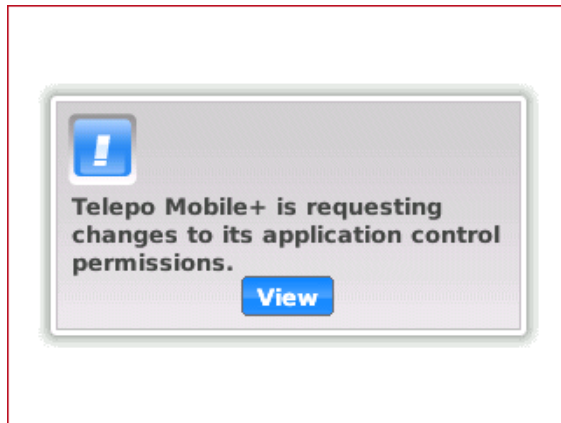 Telepo Mobile+ is requesting
changes to its application control
permissions.
View